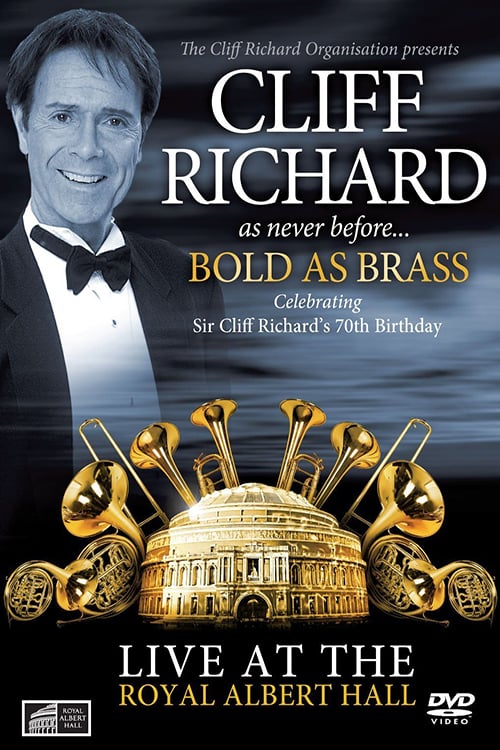 The Cliff Richard Organisation presents
CLIFF
RICHARD
as never before...
BOLD AS BRASS
Celebrating
Sir Cliff Richard's 70th Birthday
LIVE AT THE
ROYAL ALBERT HALL
ROYAL
ALBERT
HALL
DVD
VIDEO